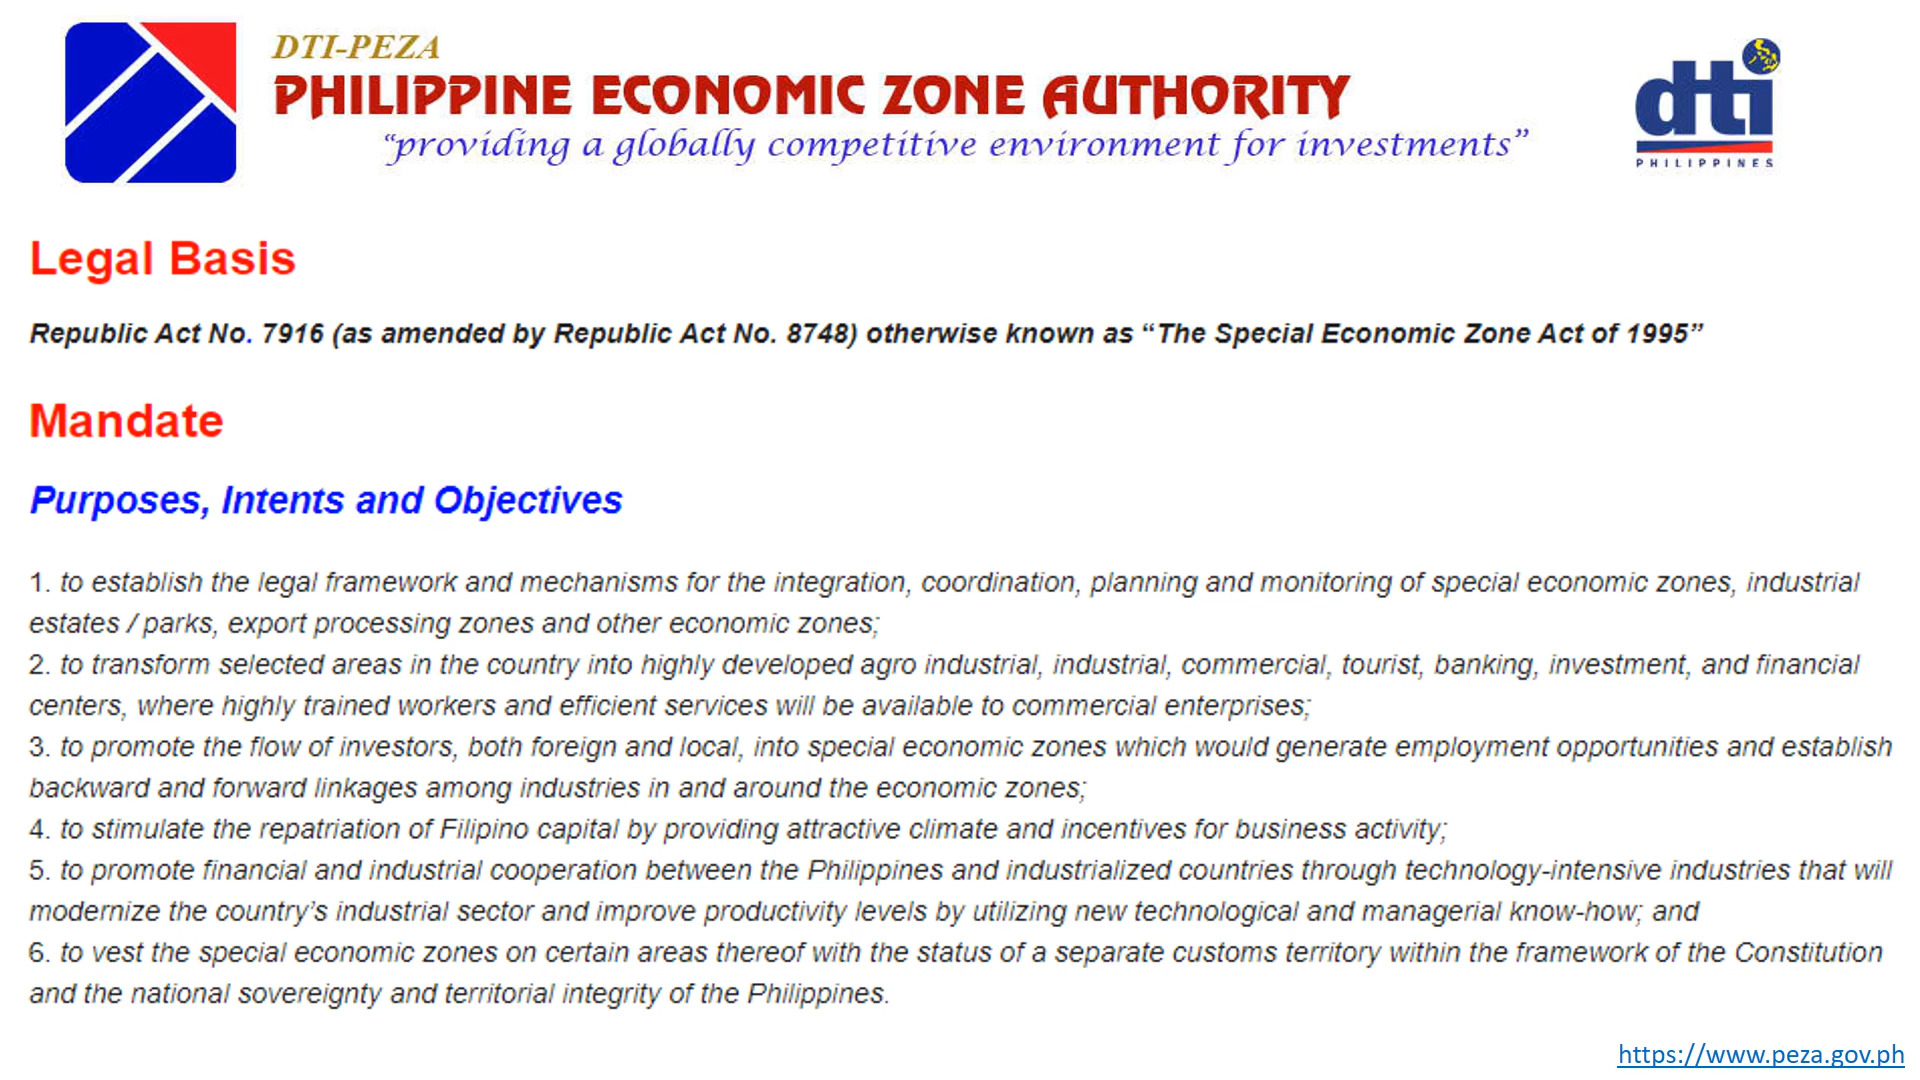 DTI-PEZA
PHILIPPINE ECONOMIC ZONE AUTHORITY
“providing a globally competitive environment for investments”
dti
PHILIPPINES
Legal Basis
Republic Act No. 7916 (as amended by Republic Act No. 8748) otherwise known as “The Special Economic Zone Act of 1995”
Mandate
Purposes, Intents and Objectives
1. to establish the legal framework and mechanisms for the integration, coordination, planning and monitoring of special economic zones, industrial
estates / parks, export processing zones and other economic zones;
2. to transform selected areas in the country into highly developed agro industrial, industrial, commercial, tourist, banking, investment, and financial
centers, where highly trained workers and efficient services will be available to commercial enterprises;
3. to promote the flow of investors, both foreign and local, into special economic zones which would generate employment opportunities and establish
backward and forward linkages among industries in and around the economic zones;
4. to stimulate the repatriation of Filipino capital by providing attractive climate and incentives for business activity;
5. to promote financial and industrial cooperation between the Philippines and industrialized countries through technology-intensive industries that will
modernize the country’s industrial sector and improve productivity levels by utilizing new technological and managerial know-how; and
6. to vest the special economic zones on certain areas thereof with the status of a separate customs territory within the framework of the Constitution
and the national sovereignty and territorial integrity of the Philippines.
https://www.peza.gov.ph